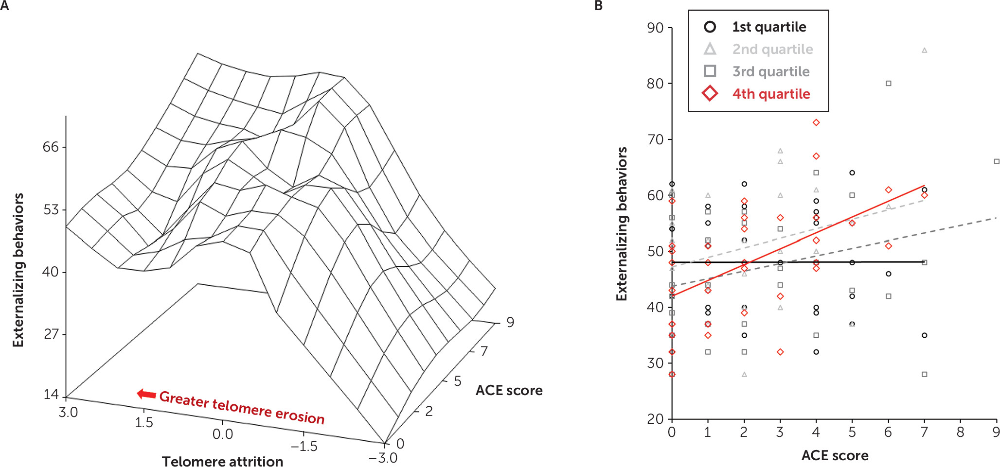 A
Externalizing behaviors
66
53
40
27
14
3.0
1.5
0.0
−1.5
−3.0
Greater telomere erosion
Telomere attrition
9
7
5
2
0
ACE score
B
1st quartile
2nd quartile
3rd quartile
4th quartile
Externalizing behaviors
90
80
70
60
50
40
30
20
0 1 2 3 4 5 6 7 8 9
ACE score